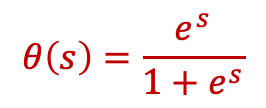 θ(s) = e^s / (1 + e^s)